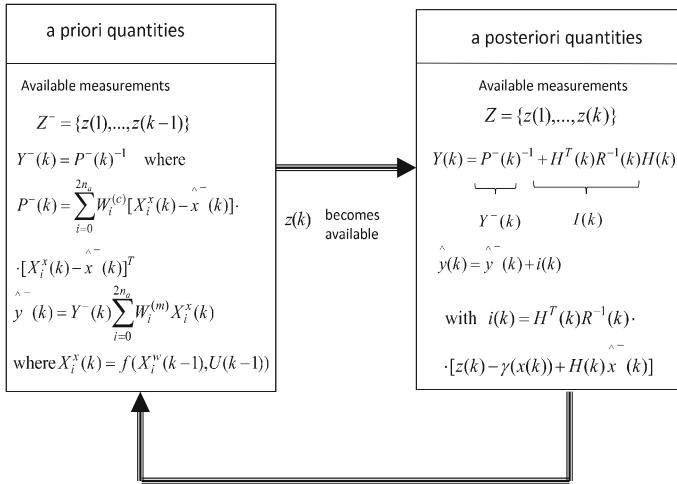 a priori quantities
Available measurements
Z⁻ = {z(1),...,z(k−1)}
Y⁻(k) = P⁻(k)⁻¹ where
P⁻(k) = ∑_{i=0}^{2n_a} W_i^{(c)} [X_i^x(k) − x̂⁻(k)]·
·[X_i^x(k) − x̂⁻(k)]^T
ŷ⁻(k) = Y⁻(k) ∑_{i=0}^{2n_a} W_i^{(m)} X_i^x(k)
where X_i^x(k) = f(X_i^w(k−1),U(k−1))
z(k) becomes
available
a posteriori quantities
Available measurements
Z = {z(1),...,z(k)}
Y(k) = P⁻(k)⁻¹ + H^T(k)R⁻¹(k)H(k)
Y⁻(k) I(k)
ŷ(k) = ŷ⁻(k) + i(k)
with i(k) = H^T(k)R⁻¹(k)·
·[z(k) − γ(x(k)) + H(k)x̂⁻(k)]